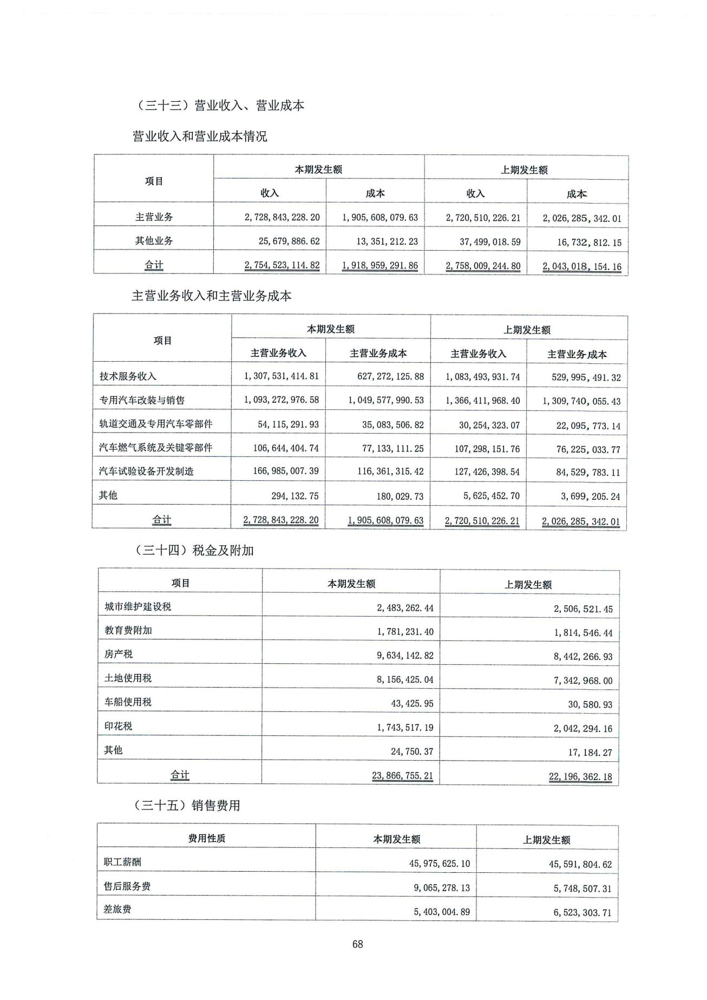 （三十三）营业收入、营业成本
营业收入和营业成本情况
项目 本期发生额 上期发生额
收入 成本 收入 成本
主营业务 2,728,843,228.20 1,905,608,079.63 2,720,510,226.21 2,026,285,342.01
其他业务 25,679,886.62 13,351,212.23 37,499,018.59 16,732,812.15
合计 2,754,523,114.82 1,918,959,291.86 2,758,009,244.80 2,043,018,154.16
主营业务收入和主营业务成本
项目 本期发生额 上期发生额
主营业务收入 主营业务成本 主营业务收入 主营业务成本
技术服务收入 1,307,531,414.81 627,272,125.88 1,083,493,931.74 529,995,491.32
专用汽车改装与销售 1,093,272,976.58 1,049,577,990.53 1,366,411,968.40 1,309,740,055.43
轨道交通及专用汽车零部件 54,115,291.93 35,083,506.82 30,254,323.07 22,095,773.14
汽车燃气系统及关键零部件 106,644,404.74 77,133,111.25 107,298,151.76 76,225,033.77
汽车试验设备开发制造 166,985,007.39 116,361,315.42 127,426,398.54 84,529,783.11
其他 294,132.75 180,029.73 5,625,452.70 3,699,205.24
合计 2,728,843,228.20 1,905,608,079.63 2,720,510,226.21 2,026,285,342.01
（三十四）税金及附加
项目 本期发生额 上期发生额
城市维护建设税 2,483,262.44 2,506,521.45
教育费附加 1,781,231.40 1,814,546.44
房产税 9,634,142.82 8,442,266.93
土地使用税 8,156,425.04 7,342,968.00
车船使用税 43,425.95 30,580.93
印花税 1,743,517.19 2,042,294.16
其他 24,750.37 17,184.27
合计 23,866,755.21 22,196,362.18
（三十五）销售费用
费用性质 本期发生额 上期发生额
职工薪酬 45,975,625.10 45,591,804.62
售后服务费 9,065,278.13 5,748,507.31
差旅费 5,403,004.89 6,523,303.71
68